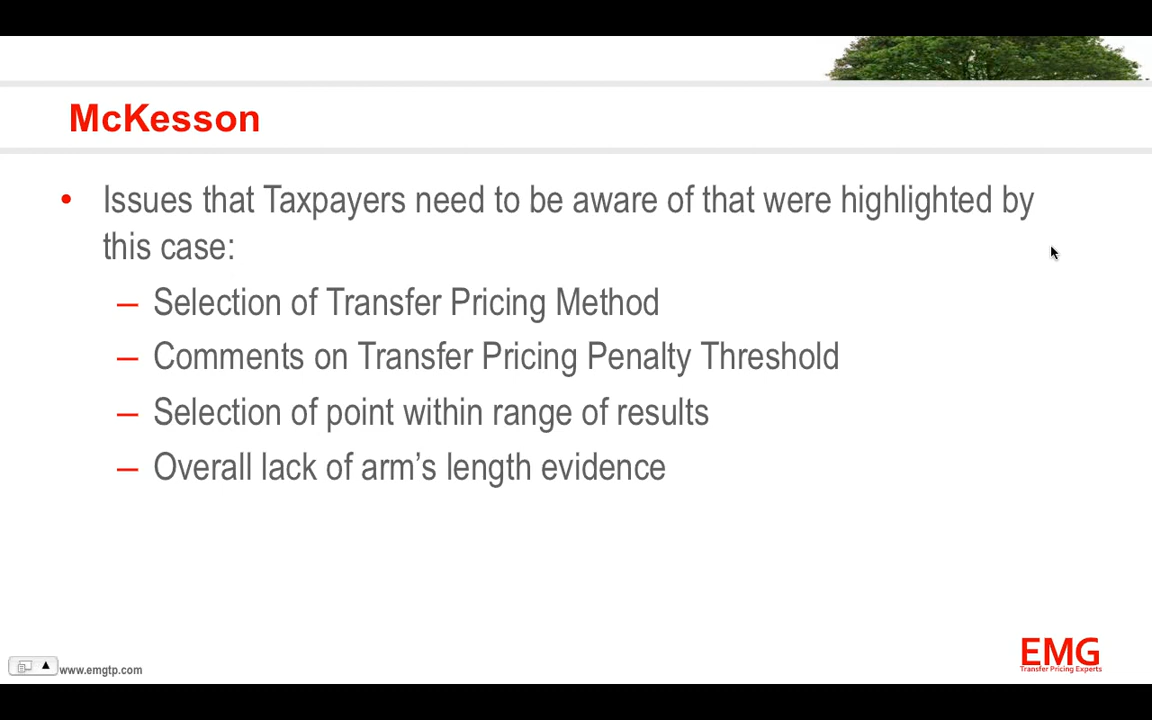 McKesson
• Issues that Taxpayers need to be aware of that were highlighted by
this case:
– Selection of Transfer Pricing Method
– Comments on Transfer Pricing Penalty Threshold
– Selection of point within range of results
– Overall lack of arm’s length evidence
www.emgtp.com
EMG
Transfer Pricing Experts